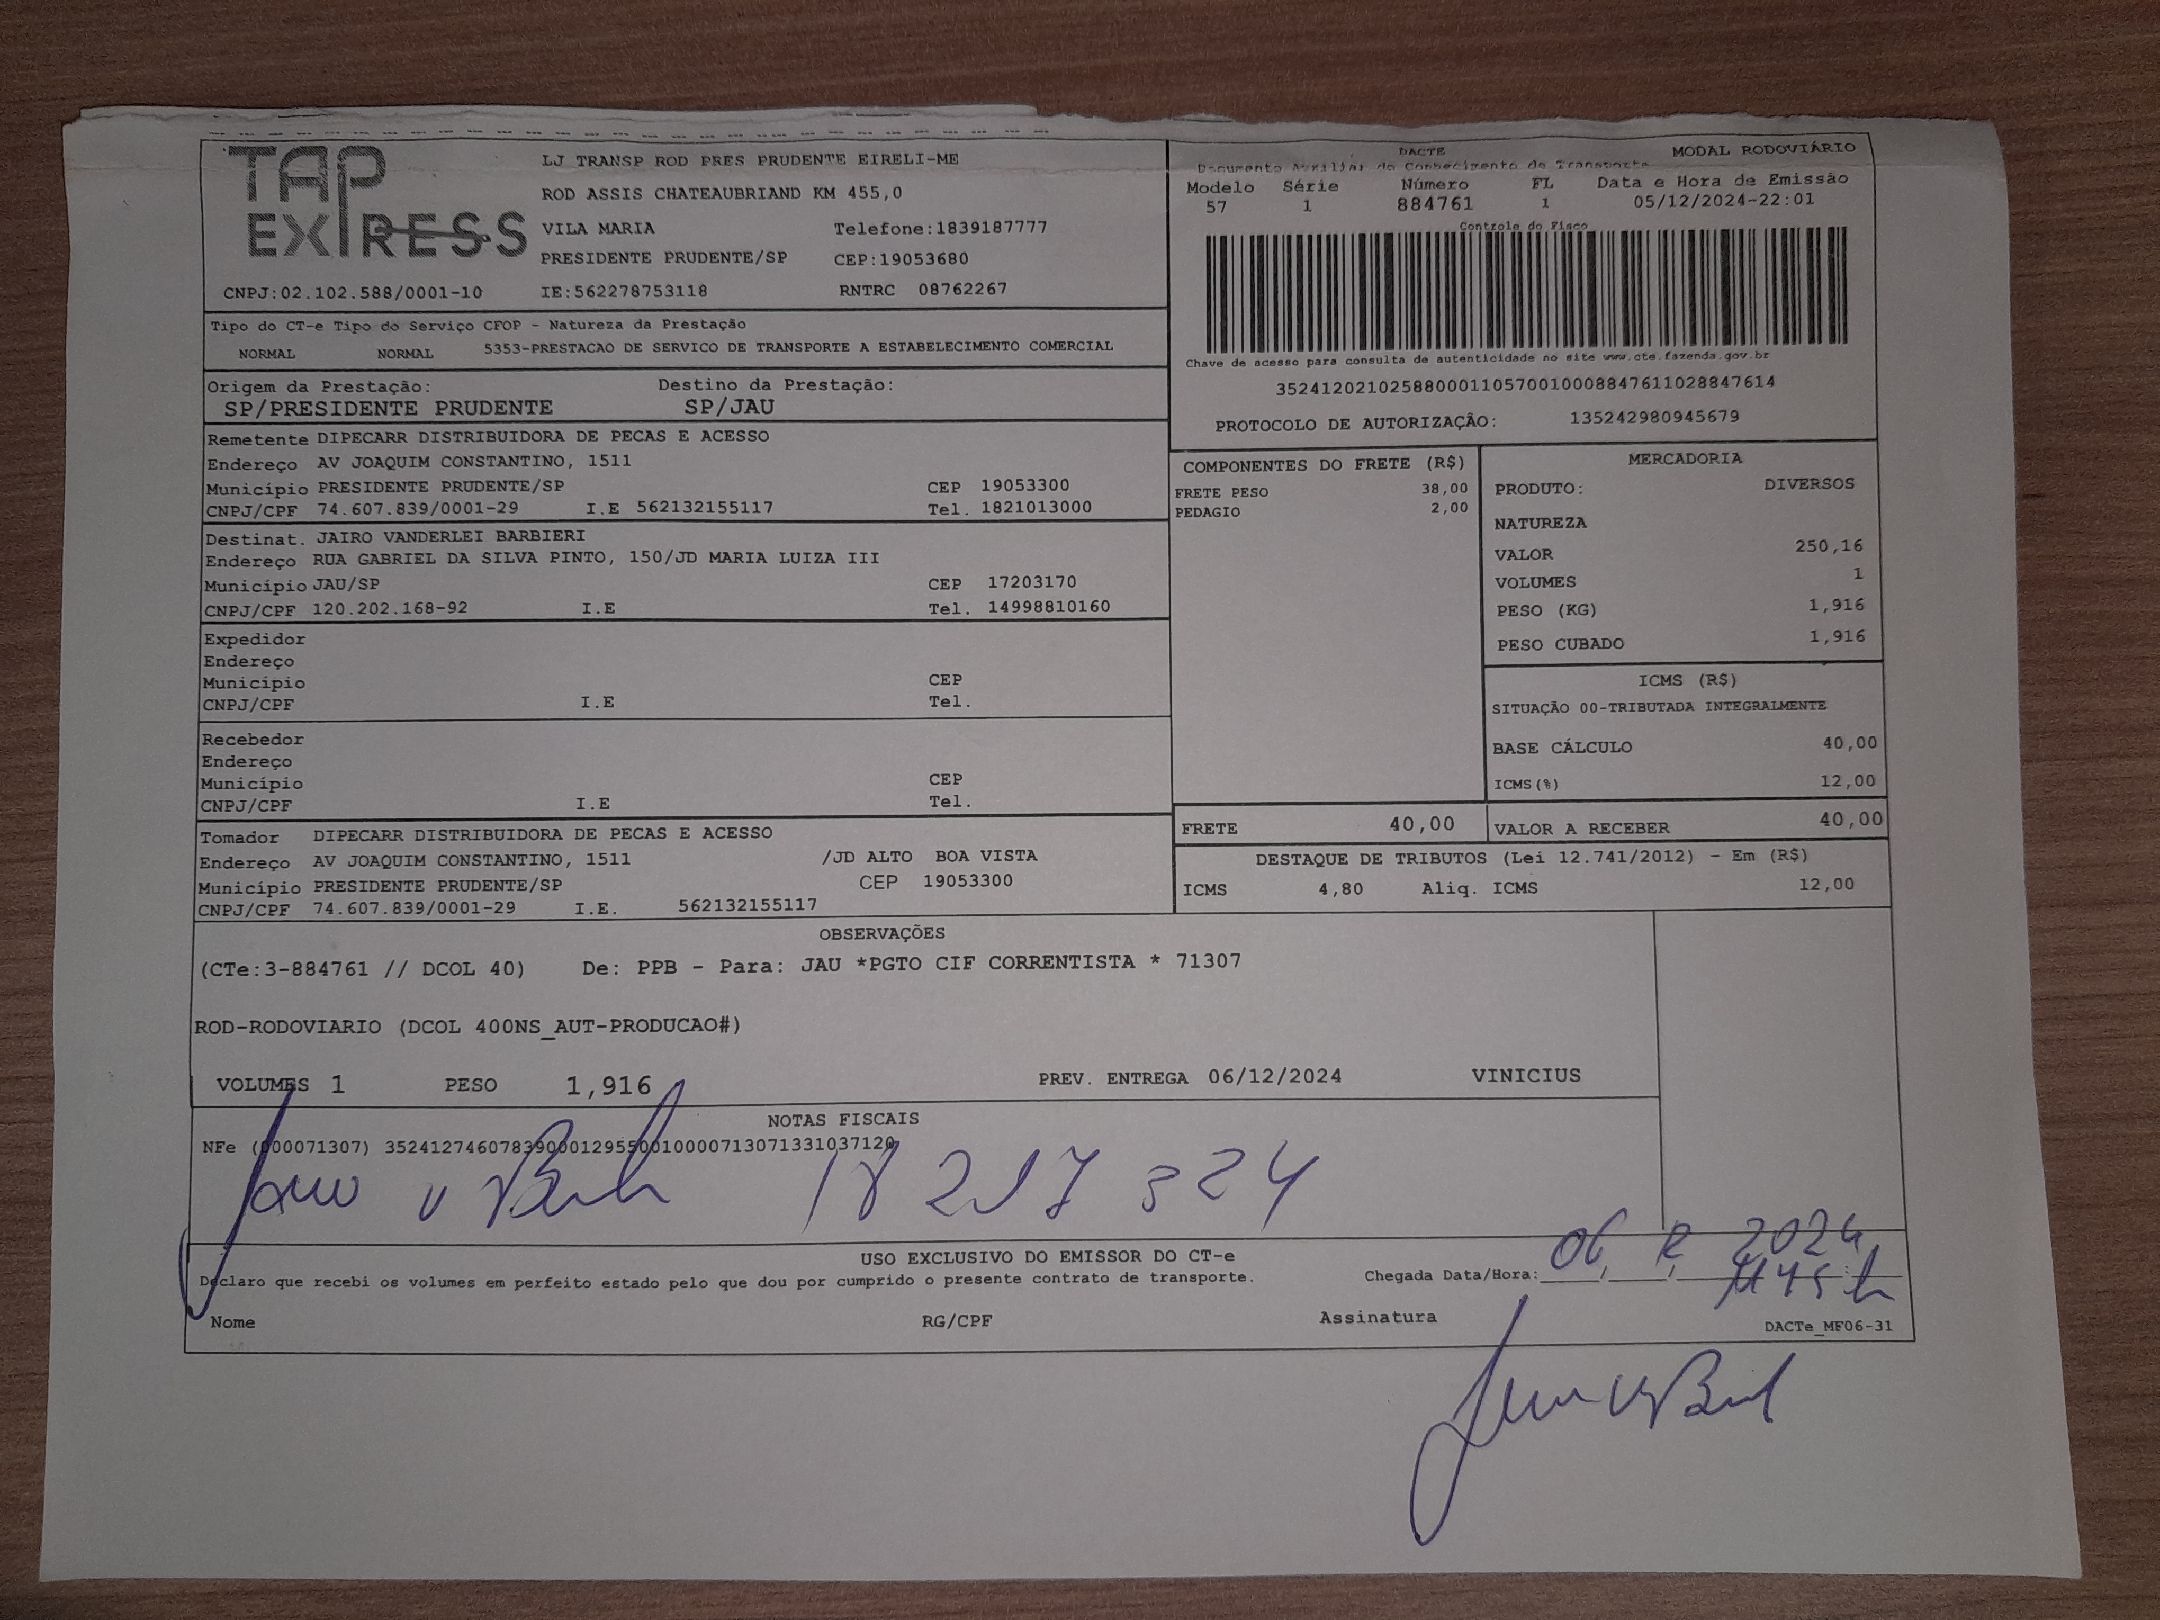 TAP EXPRESS
LJ TRANSP ROD PRES PRUDENTE EIRELI-ME
ROD ASSIS CHATEAUBRIAND KM 455,0
VILA MARIA Telefone:1839187777
PRESIDENTE PRUDENTE/SP CEP:19053680
CNPJ:02.102.588/0001-10 IE:562278753118 RNTRC 08762267
DACTE MODAL RODOVIÁRIO
Documento Auxiliar do Conhecimento de Transporte
Modelo Série Número FL Data e Hora de Emissão
57 1 884761 1 05/12/2024-22:01
Controle do Fisco
Chave de acesso para consulta de autenticidade no site www.cte.fazenda.gov.br
35241202102588000110570010008847611028847614
PROTOCOLO DE AUTORIZAÇÃO: 135242980945679
Tipo do CT-e Tipo do Serviço CFOP - Natureza da Prestação
NORMAL NORMAL 5353-PRESTACAO DE SERVICO DE TRANSPORTE A ESTABELECIMENTO COMERCIAL
Origem da Prestação: Destino da Prestação:
SP/PRESIDENTE PRUDENTE SP/JAU
Remetente DIPECARR DISTRIBUIDORA DE PECAS E ACESSO
Endereço AV JOAQUIM CONSTANTINO, 1511
Município PRESIDENTE PRUDENTE/SP CEP 19053300
CNPJ/CPF 74.607.839/0001-29 I.E 562132155117 Tel. 1821013000
Destinat. JAIRO VANDERLEI BARBIERI
Endereço RUA GABRIEL DA SILVA PINTO, 150/JD MARIA LUIZA III
Município JAU/SP CEP 17203170
CNPJ/CPF 120.202.168-92 I.E Tel. 14998810160
Expedidor
Endereço
Município CEP
CNPJ/CPF I.E Tel.
Recebedor
Endereço
Município CEP
CNPJ/CPF I.E Tel.
Tomador DIPECARR DISTRIBUIDORA DE PECAS E ACESSO
Endereço AV JOAQUIM CONSTANTINO, 1511 /JD ALTO BOA VISTA
Município PRESIDENTE PRUDENTE/SP CEP 19053300
CNPJ/CPF 74.607.839/0001-29 I.E. 562132155117
COMPONENTES DO FRETE (R$)
FRETE PESO 38,00
PEDAGIO 2,00
MERCADORIA
PRODUTO: DIVERSOS
NATUREZA
VALOR 250,16
VOLUMES 1
PESO (KG) 1,916
PESO CUBADO 1,916
ICMS (R$)
SITUAÇÃO 00-TRIBUTADA INTEGRALMENTE
BASE CÁLCULO 40,00
ICMS(%) 12,00
FRETE 40,00 VALOR A RECEBER 40,00
DESTAQUE DE TRIBUTOS (Lei 12.741/2012) - Em (R$)
ICMS 4,80 Aliq. ICMS 12,00
OBSERVAÇÕES
(CTe:3-884761 // DCOL 40) De: PPB - Para: JAU *PGTO CIF CORRENTISTA * 71307
ROD-RODOVIARIO (DCOL 400NS_AUT-PRODUCAO#)
VOLUMES 1 PESO 1,916 PREV. ENTREGA 06/12/2024 VINICIUS
NOTAS FISCAIS
NFe (000071307) 35241274607839000129550010000713071331037120
18 217 324
USO EXCLUSIVO DO EMISSOR DO CT-e
Declaro que recebi os volumes em perfeito estado pelo que dou por cumprido o presente contrato de transporte.
Chegada Data/Hora: 06, 12, 2024
Nome RG/CPF Assinatura DACTe_MF06-31